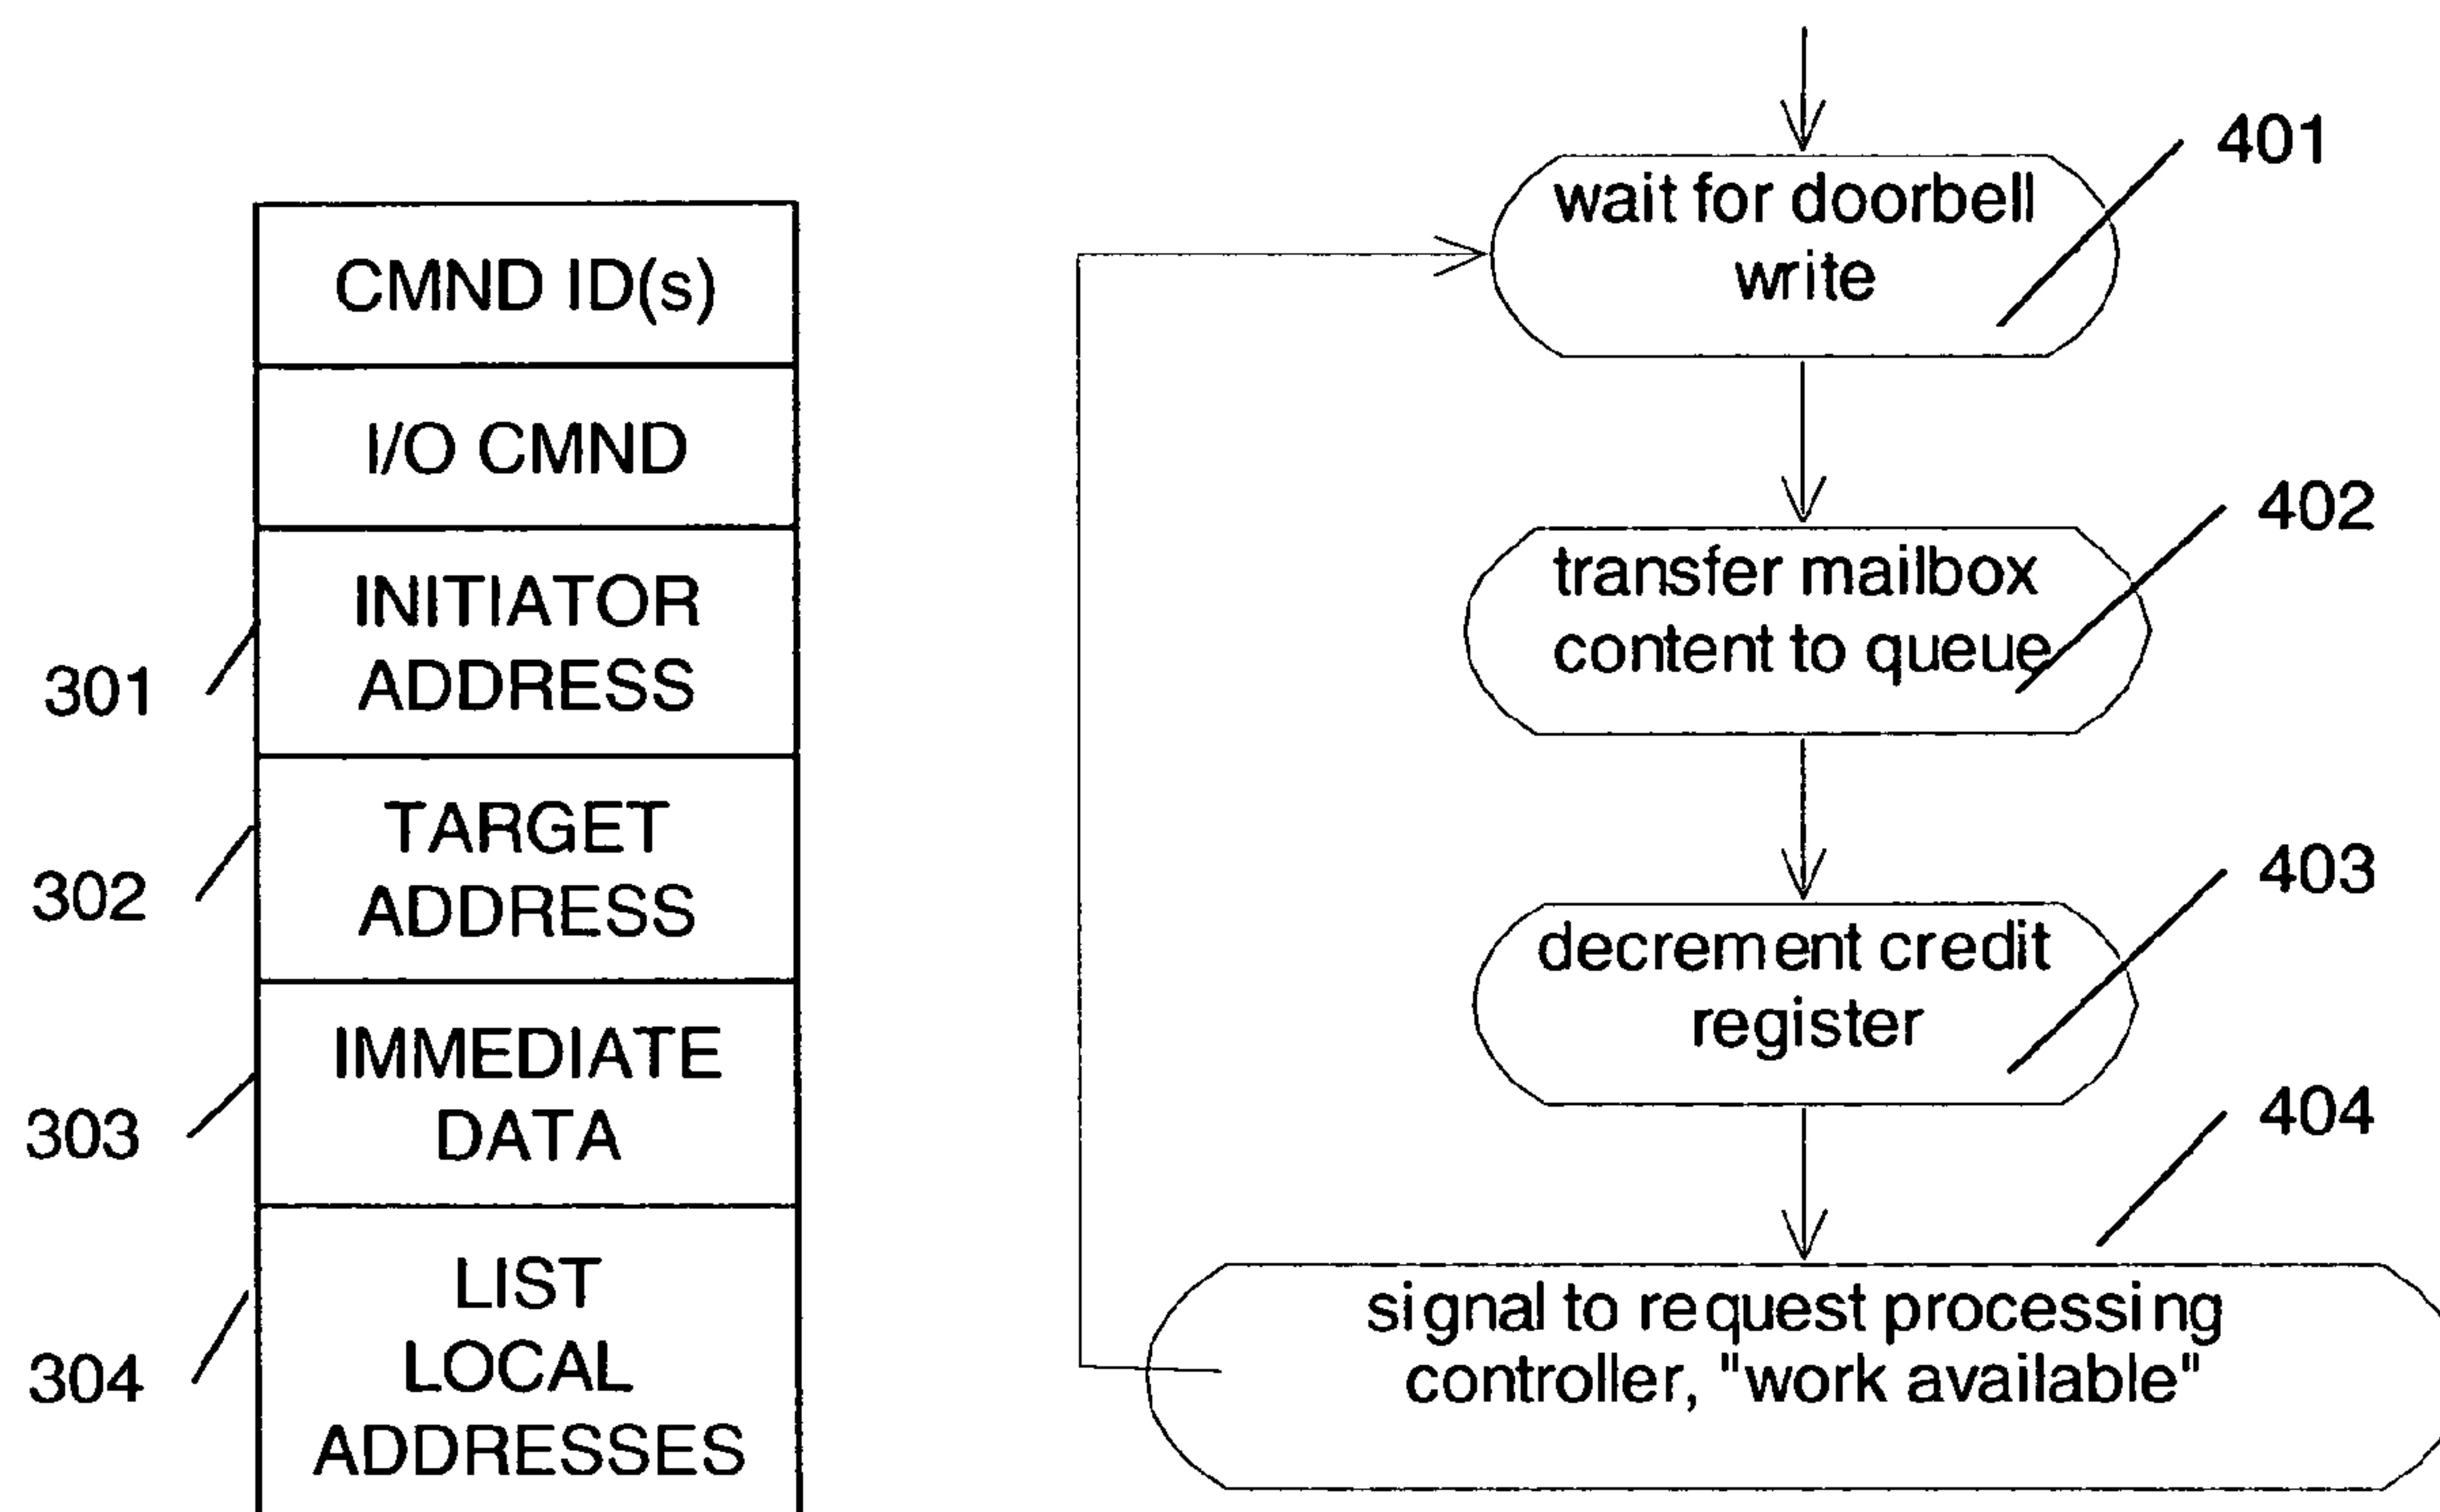 CMND ID(s)
I/O CMND
INITIATOR
ADDRESS
301
TARGET
ADDRESS
302
IMMEDIATE
DATA
303
LIST
LOCAL
ADDRESSES
304
401
wait for doorbell
write
402
transfer mailbox
content to queue
403
decrement credit
register
404
signal to request processing
controller, "work available"